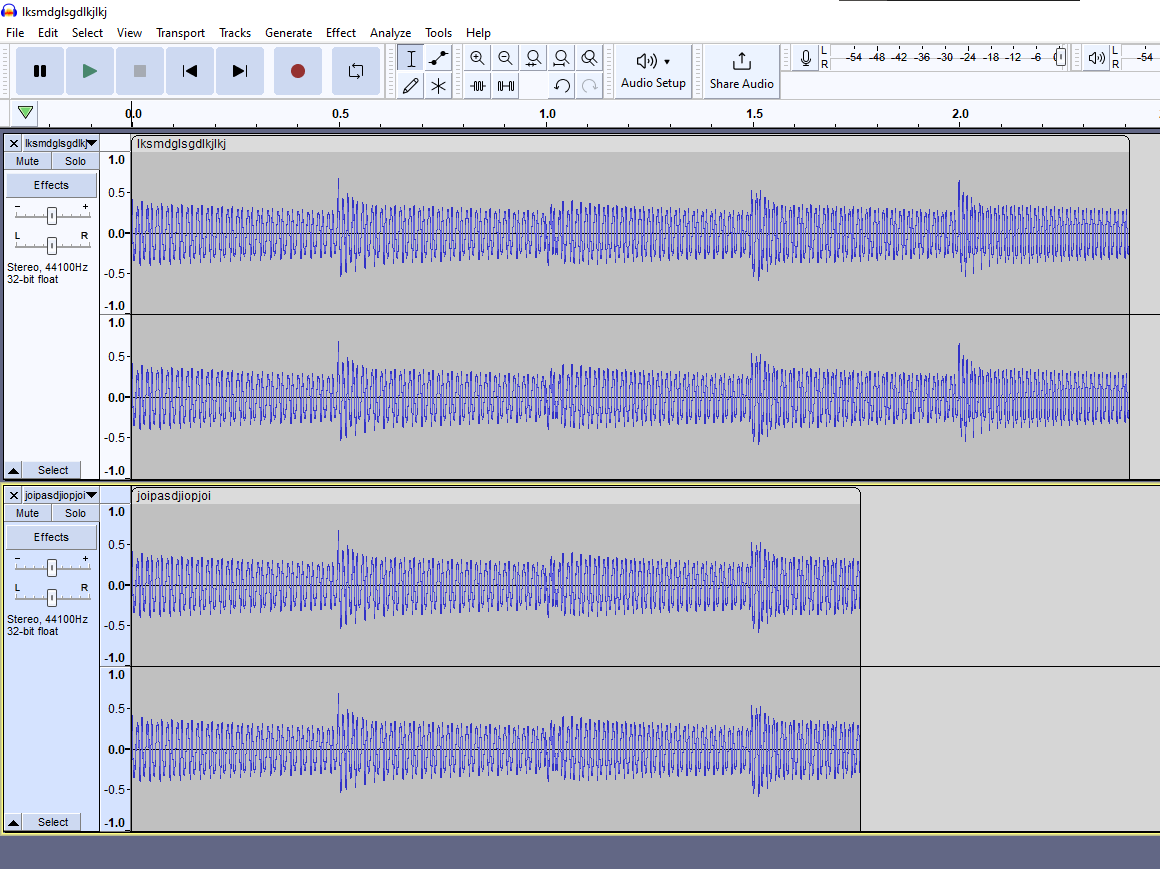 lksmdglsgdlkjlkj
File Edit Select View Transport Tracks Generate Effect Analyze Tools Help
Audio Setup
Share Audio
L
R
-54 -48 -42 -36 -30 -24 -18 -12 -6 0
L
R
-54
0.0 0.5 1.0 1.5 2.0
lksmdglsgdlkj
lksmdglsgdlkjlkj
Mute Solo
Effects
- +
L R
Stereo, 44100Hz
32-bit float
Select
1.0
0.5
0.0
-0.5
-1.0
1.0
0.5
0.0
-0.5
-1.0
joipasdjiopjoi
joipasdjiopjoi
Mute Solo
Effects
- +
L R
Stereo, 44100Hz
32-bit float
Select
1.0
0.5
0.0
-0.5
-1.0
1.0
0.5
0.0
-0.5
-1.0